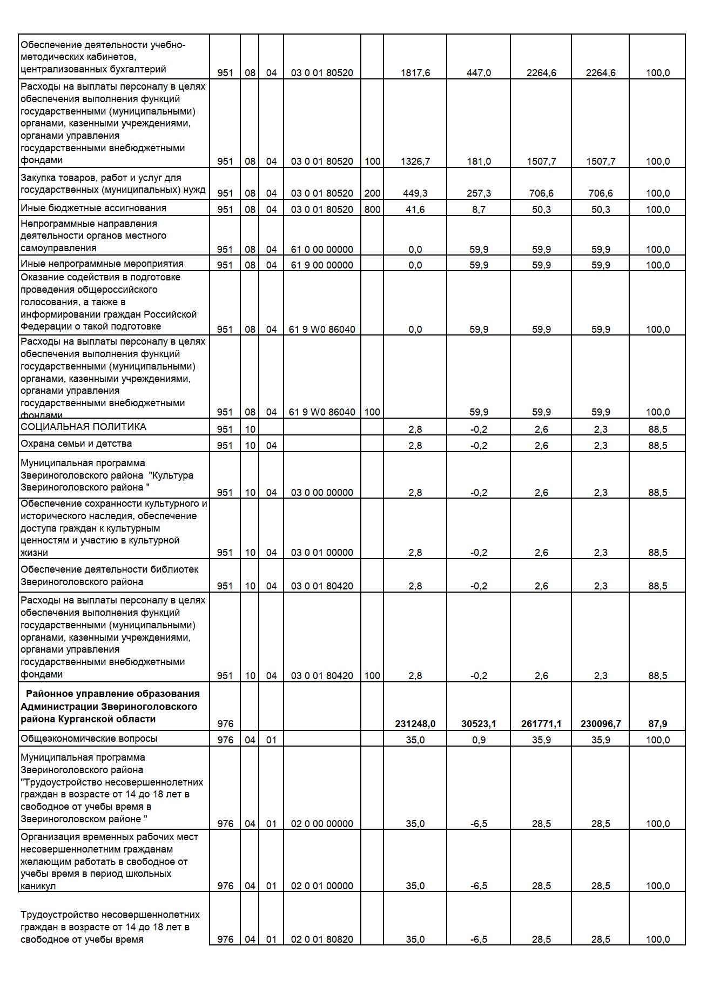 Обеспечение деятельности учебно-
методических кабинетов,
централизованных бухгалтерий 951 08 04 03 0 01 80520 1817,6 447,0 2264,6 2264,6 100,0
Расходы на выплаты персоналу в целях
обеспечения выполнения функций
государственными (муниципальными)
органами, казенными учреждениями,
органами управления
государственными внебюджетными
фондами 951 08 04 03 0 01 80520 100 1326,7 181,0 1507,7 1507,7 100,0
Закупка товаров, работ и услуг для
государственных (муниципальных) нужд 951 08 04 03 0 01 80520 200 449,3 257,3 706,6 706,6 100,0
Иные бюджетные ассигнования 951 08 04 03 0 01 80520 800 41,6 8,7 50,3 50,3 100,0
Непрограммные направления
деятельности органов местного
самоуправления 951 08 04 61 0 00 00000 0,0 59,9 59,9 59,9 100,0
Иные непрограммные мероприятия 951 08 04 61 9 00 00000 0,0 59,9 59,9 59,9 100,0
Оказание содействия в подготовке
проведения общероссийского
голосования, а также в
информировании граждан Российской
Федерации о такой подготовке 951 08 04 61 9 W0 86040 0,0 59,9 59,9 59,9 100,0
Расходы на выплаты персоналу в целях
обеспечения выполнения функций
государственными (муниципальными)
органами, казенными учреждениями,
органами управления
государственными внебюджетными
фондами 951 08 04 61 9 W0 86040 100 59,9 59,9 59,9 100,0
СОЦИАЛЬНАЯ ПОЛИТИКА 951 10 2,8 -0,2 2,6 2,3 88,5
Охрана семьи и детства 951 10 04 2,8 -0,2 2,6 2,3 88,5
Муниципальная программа
Звериноголовского района "Культура
Звериноголовского района " 951 10 04 03 0 00 00000 2,8 -0,2 2,6 2,3 88,5
Обеспечение сохранности культурного и
исторического наследия, обеспечение
доступа граждан к культурным
ценностям и участию в культурной
жизни 951 10 04 03 0 01 00000 2,8 -0,2 2,6 2,3 88,5
Обеспечение деятельности библиотек
Звериноголовского района 951 10 04 03 0 01 80420 2,8 -0,2 2,6 2,3 88,5
Расходы на выплаты персоналу в целях
обеспечения выполнения функций
государственными (муниципальными)
органами, казенными учреждениями,
органами управления
государственными внебюджетными
фондами 951 10 04 03 0 01 80420 100 2,8 -0,2 2,6 2,3 88,5
Районное управление образования
Администрации Звериноголовского
района Курганской области 976 231248,0 30523,1 261771,1 230096,7 87,9
Общеэкономические вопросы 976 04 01 35,0 0,9 35,9 35,9 100,0
Муниципальная программа
Звериноголовского района
"Трудоустройство несовершеннолетних
граждан в возрасте от 14 до 18 лет в
свободное от учебы время в
Звериноголовском районе " 976 04 01 02 0 00 00000 35,0 -6,5 28,5 28,5 100,0
Организация временных рабочих мест
несовершеннолетним гражданам
желающим работать в свободное от
учебы время в период школьных
каникул 976 04 01 02 0 01 00000 35,0 -6,5 28,5 28,5 100,0
Трудоустройство несовершеннолетних
граждан в возрасте от 14 до 18 лет в
свободное от учебы время 976 04 01 02 0 01 80820 35,0 -6,5 28,5 28,5 100,0